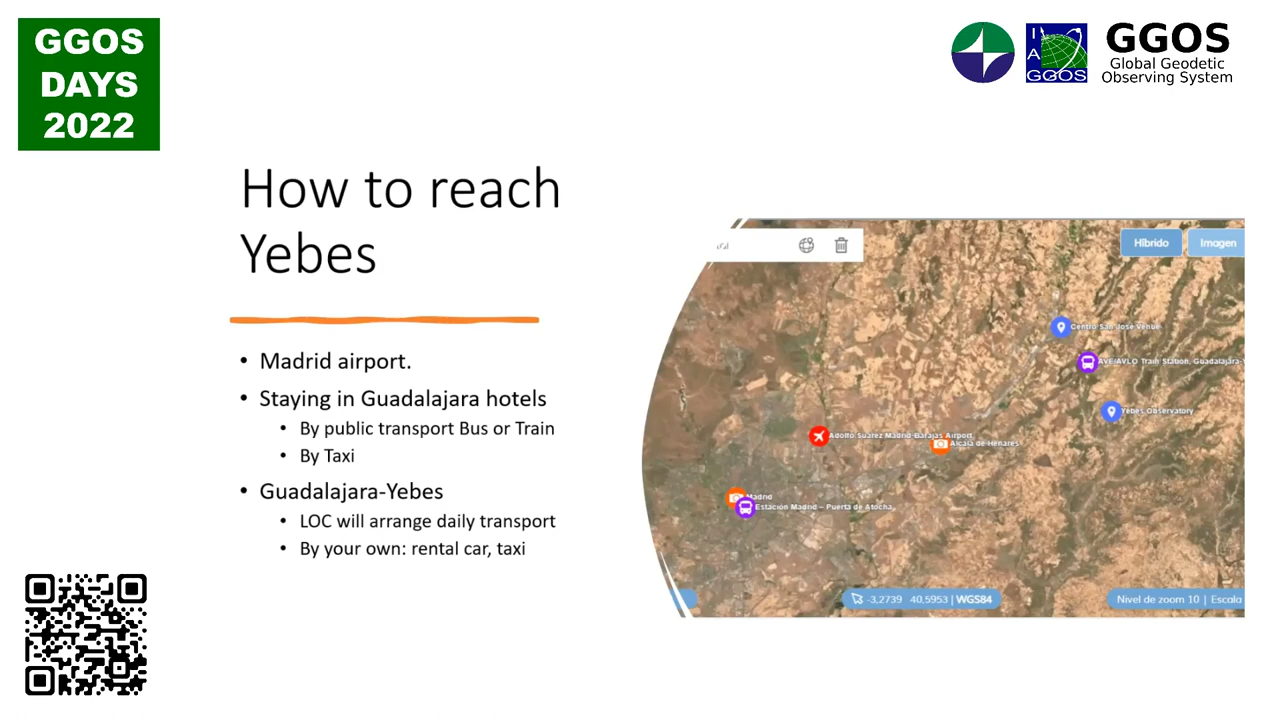 GGOS
DAYS
2022
I
A
GGOS
GGOS
Global Geodetic
Observing System
How to reach
Yebes
• Madrid airport.
• Staying in Guadalajara hotels
• By public transport Bus or Train
• By Taxi
• Guadalajara-Yebes
• LOC will arrange daily transport
• By your own: rental car, taxi
Híbrido
Imagen
Centro San José Venue
AVE/AVLO Train Station, Guadalajara-Y
Yebes Observatory
Adolfo Suárez Madrid-Barajas Airport
Alcalá de Henares
Madrid
Estación Madrid – Puerta de Atocha
-3,2739 40,5953 | WGS84
Nivel de zoom 10 | Escala